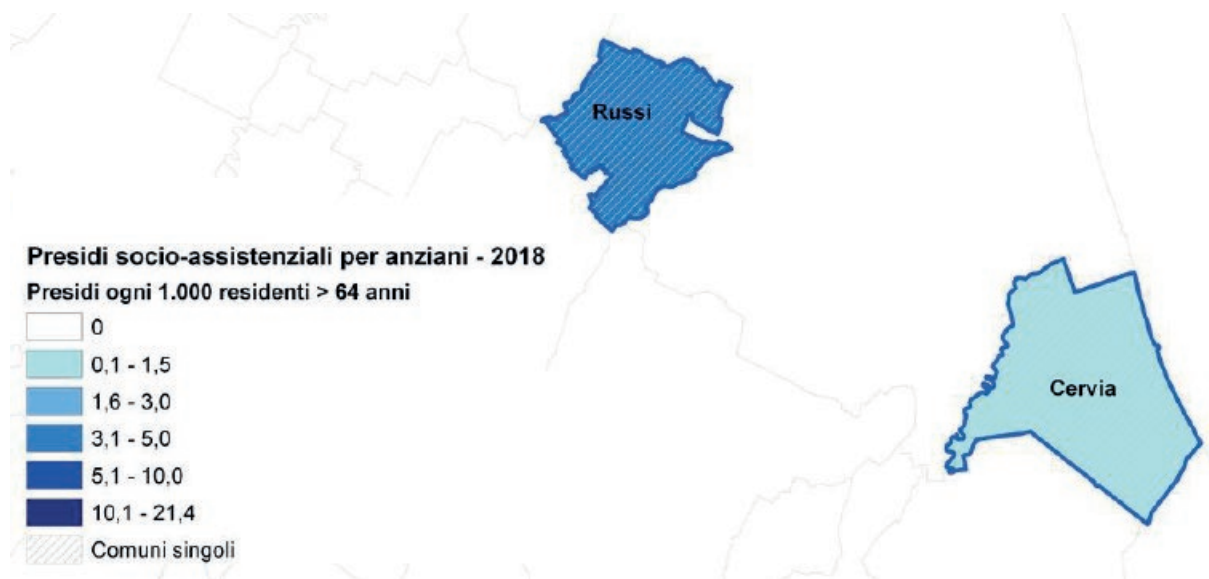 Russi
Presidi socio-assistenziali per anziani - 2018
Presidi ogni 1.000 residenti > 64 anni
0
0,1 - 1,5
1,6 - 3,0
3,1 - 5,0
5,1 - 10,0
10,1 - 21,4
Comuni singoli
Cervia